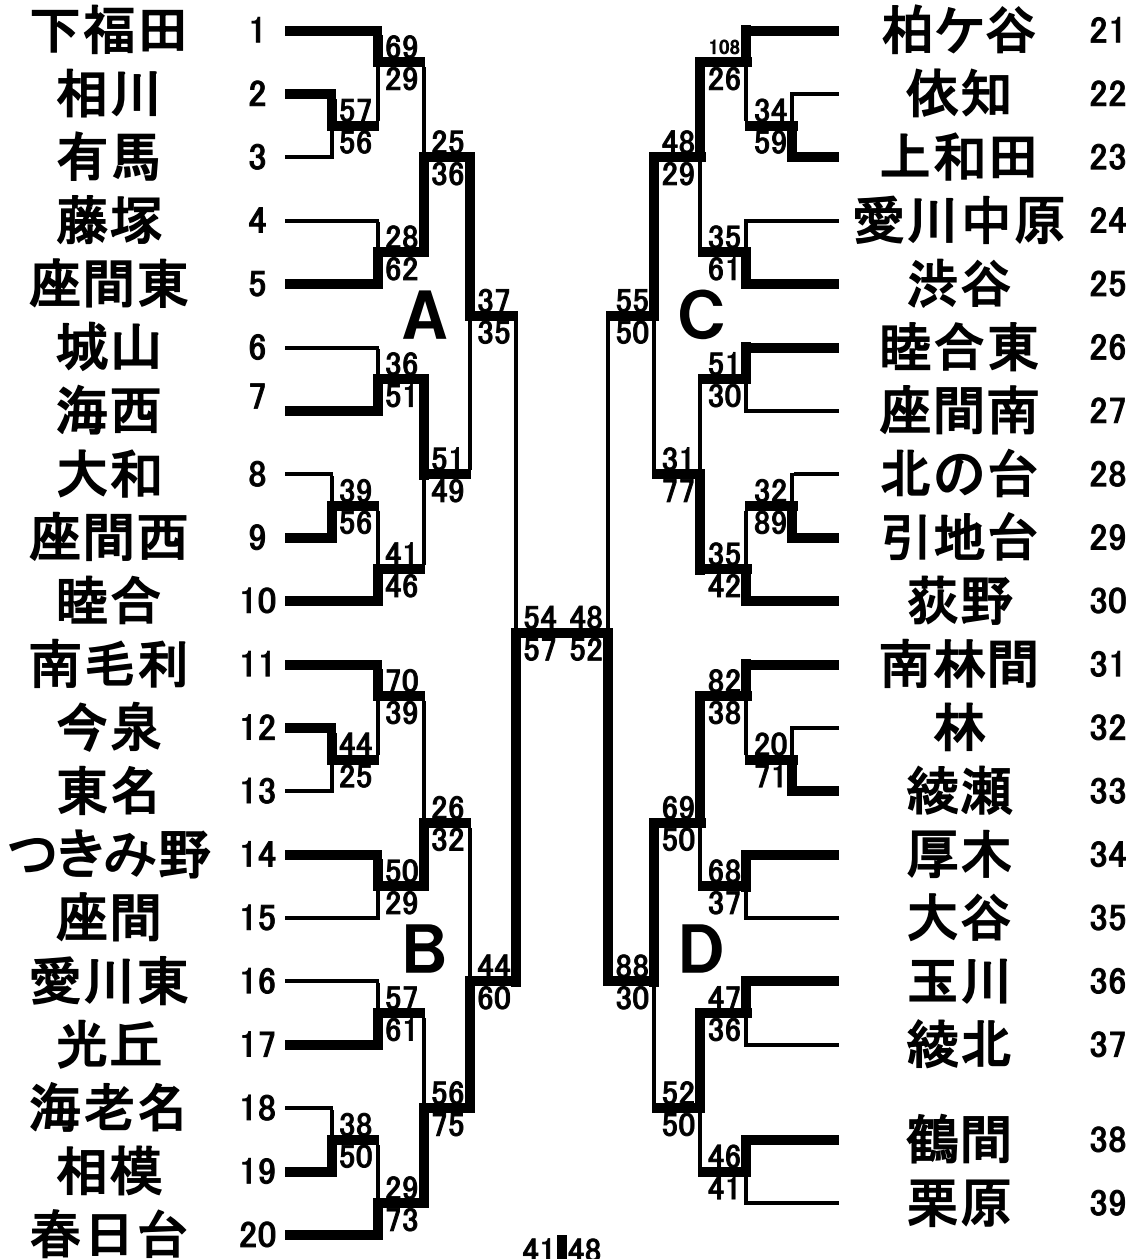 下福田 1
相川 2
有馬 3
藤塚 4
座間東 5
城山 6
海西 7
大和 8
座間西 9
睦合 10
南毛利 11
今泉 12
東名 13
つきみ野 14
座間 15
愛川東 16
光丘 17
海老名 18
相模 19
春日台 20
69
29
57
56
25
36
28
62
A
37
35
36
51
51
49
39
56
41
46
70
39
44
25
26
32
50
29
B
44
60
57
61
56
75
38
50
29
73
54 48
57 52
41 48
108
26
34
59
48
29
35
61
C
55
50
51
30
31
77
32
89
35
42
82
38
20
71
69
50
68
37
D
88
30
47
36
52
50
46
41
柏ケ谷 21
依知 22
上和田 23
愛川中原 24
渋谷 25
睦合東 26
座間南 27
北の台 28
引地台 29
荻野 30
南林間 31
林 32
綾瀬 33
厚木 34
大谷 35
玉川 36
綾北 37
鶴間 38
栗原 39